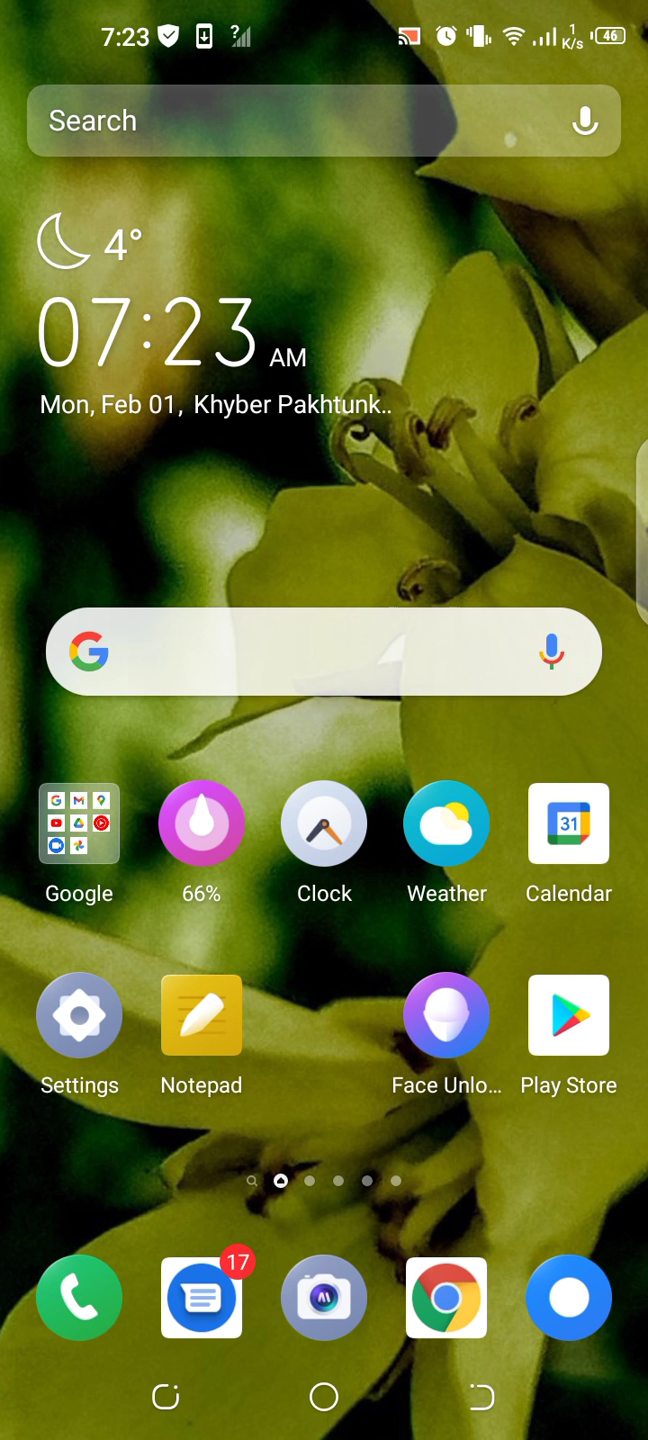 7:23 ? 1 K/s 46
Search
4°
07:23 AM
Mon, Feb 01, Khyber Pakhtunk..
G
31
Google 66% Clock Weather Calendar
Settings Notepad Face Unlo... Play Store
17